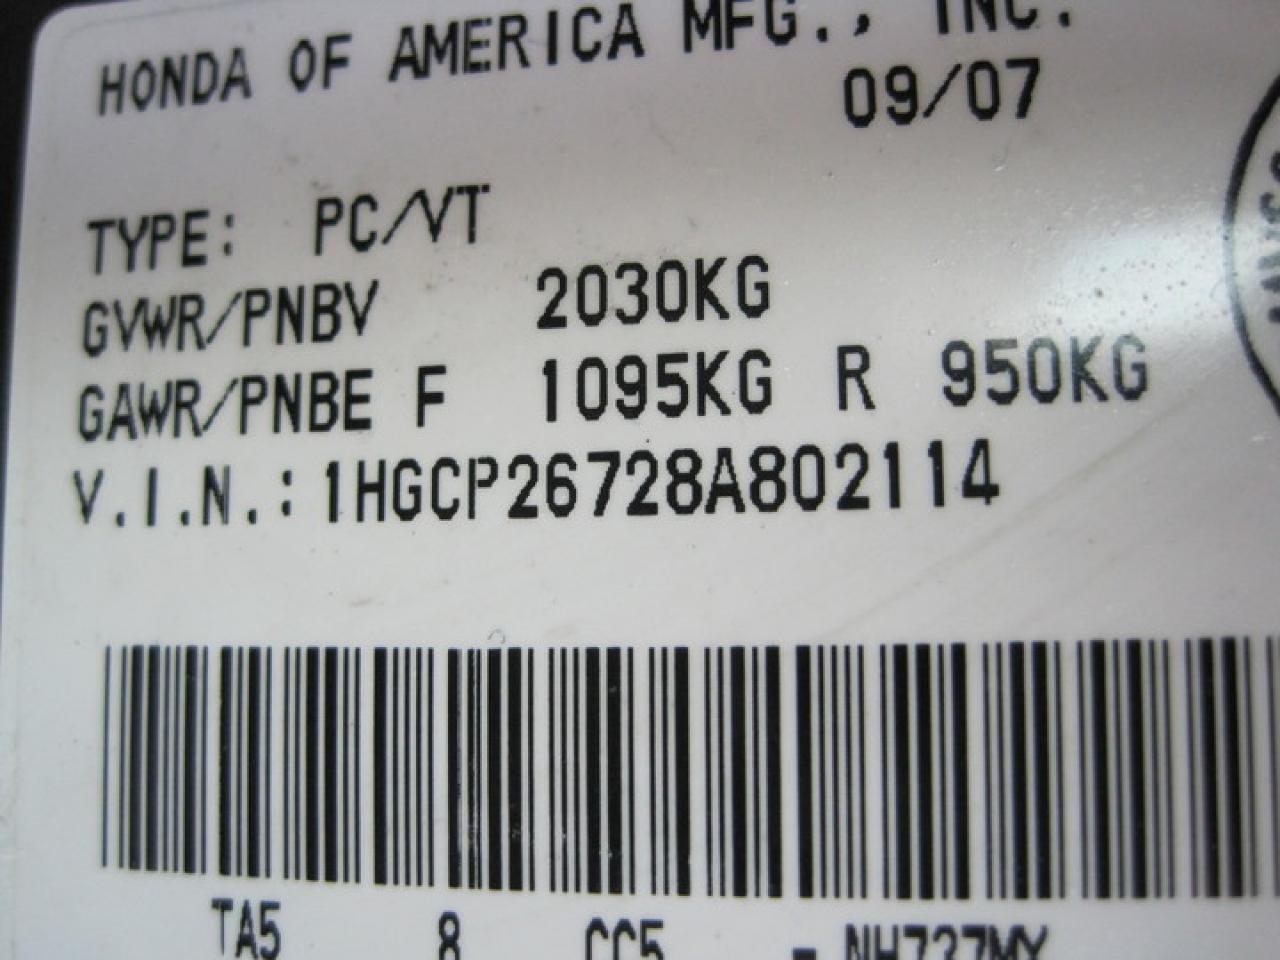 HONDA OF AMERICA MFG., INC.
09/07
TYPE: PC/VT
GVWR/PNBV 2030KG
GAWR/PNBE F 1095KG R 950KG
V.I.N.: 1HGCP26728A802114
TA5 8 CC5 - NH737MY